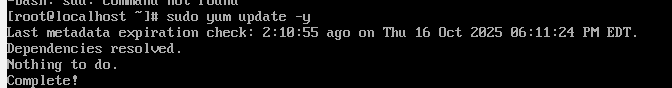 -bash: suu: command not found
[root@localhost ~]# sudo yum update -y
Last metadata expiration check: 2:10:55 ago on Thu 16 Oct 2025 06:11:24 PM EDT.
Dependencies resolved.
Nothing to do.
Complete!